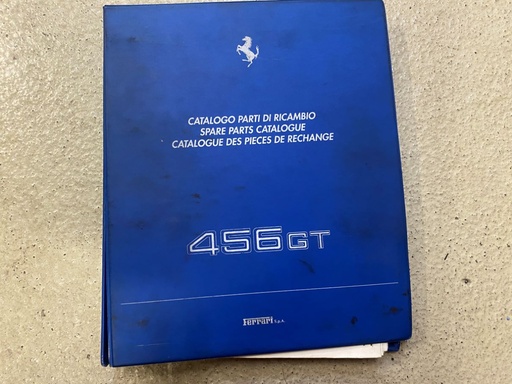 CATALOGO PARTI DI RICAMBIO
SPARE PARTS CATALOGUE
CATALOGUE DES PIECES DE RECHANGE
456GT
Ferrari S.p.A.